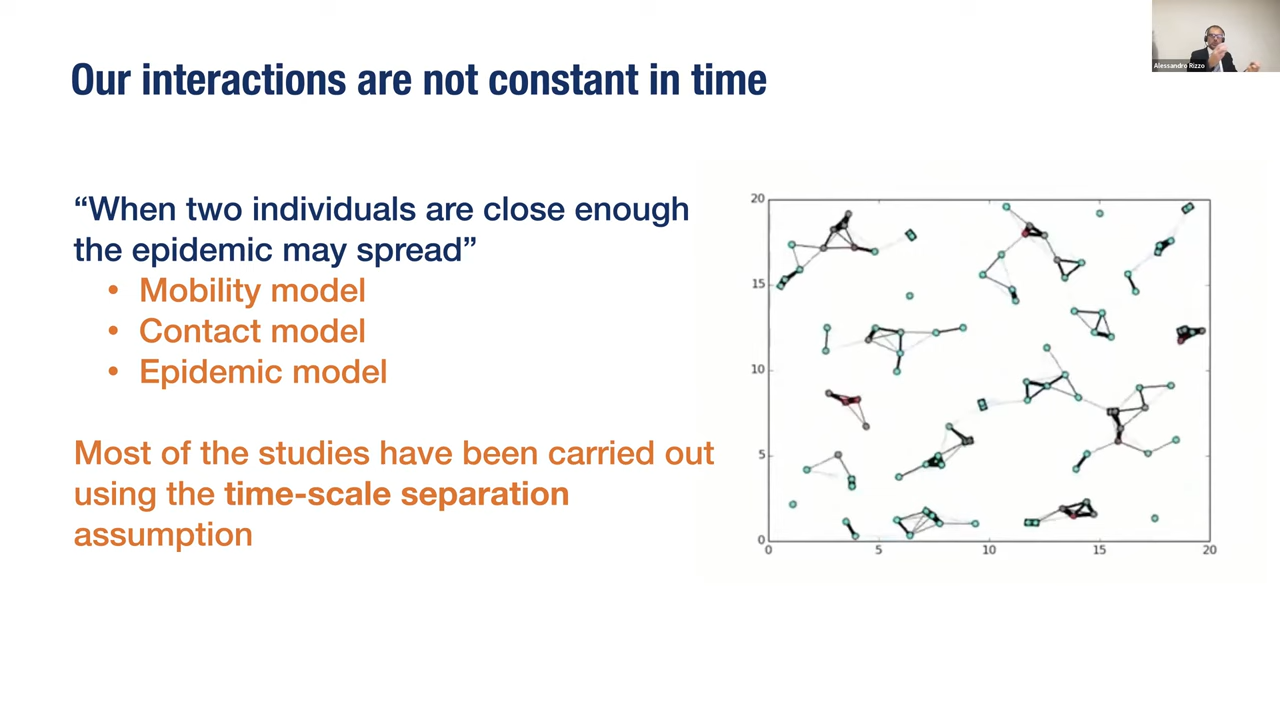 Alessandro Rizzo
Our interactions are not constant in time
“When two individuals are close enough
the epidemic may spread”
• Mobility model
• Contact model
• Epidemic model
Most of the studies have been carried out
using the time-scale separation
assumption
20
15
10
5
0
0 5 10 15 20